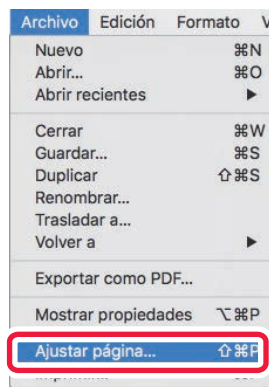 Archivo Edición Formato V
Nuevo ⌘N
Abrir... ⌘O
Abrir recientes ▶
Cerrar ⌘W
Guardar... ⌘S
Duplicar ⇧⌘S
Renombrar...
Trasladar a...
Volver a ▶
Exportar como PDF...
Mostrar propiedades ⌥⌘P
Ajustar página... ⇧⌘P